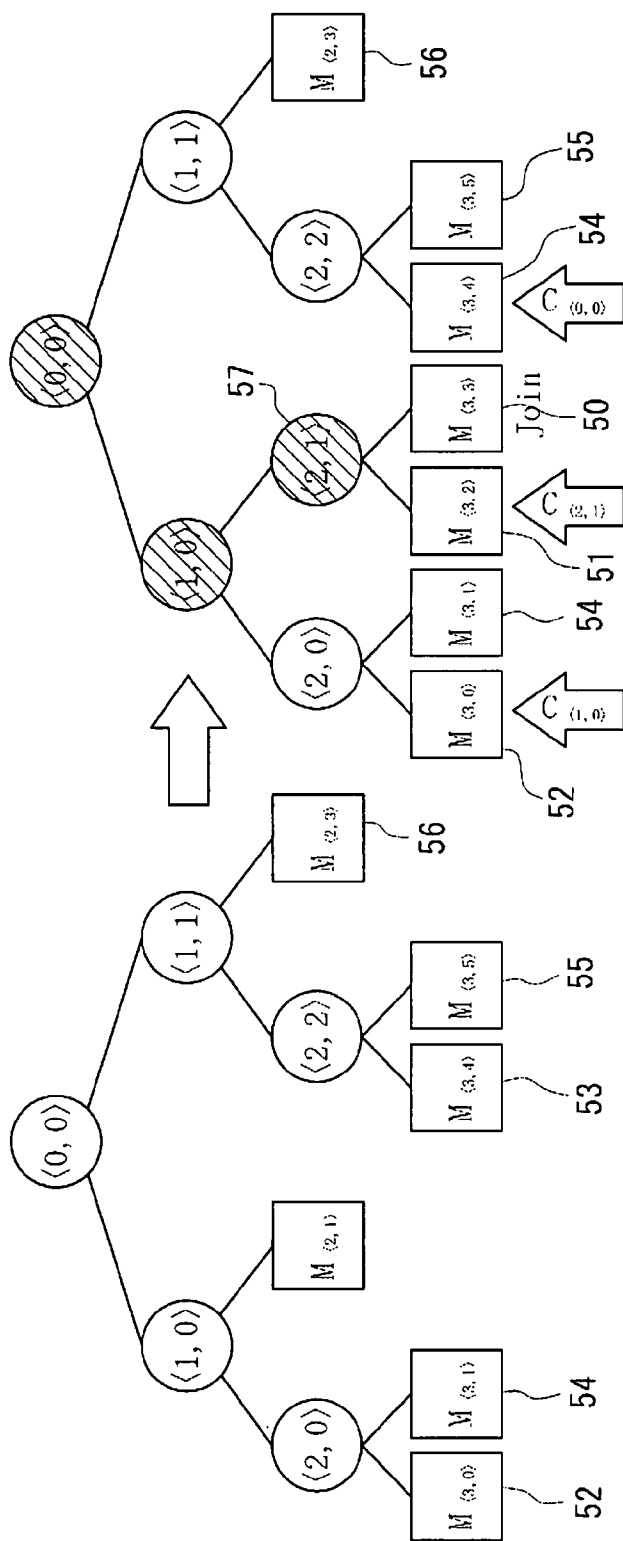 ⟨0, 0⟩
⟨1, 0⟩
⟨1, 1⟩
⟨2, 0⟩
M ⟨2, 1⟩
⟨2, 2⟩
M ⟨2, 3⟩
56
M ⟨3, 0⟩
M ⟨3, 1⟩
M ⟨3, 4⟩
M ⟨3, 5⟩
52
54
53
55
⟨0, 0⟩
⟨1, 0⟩
⟨1, 1⟩
57
⟨2, 0⟩
⟨2, 1⟩
⟨2, 2⟩
M ⟨2, 3⟩
56
M ⟨3, 0⟩
M ⟨3, 1⟩
M ⟨3, 2⟩
M ⟨3, 3⟩
M ⟨3, 4⟩
M ⟨3, 5⟩
52
54
51
Join
50
54
55
C ⟨1, 0⟩
C ⟨2, 1⟩
C ⟨0, 0⟩